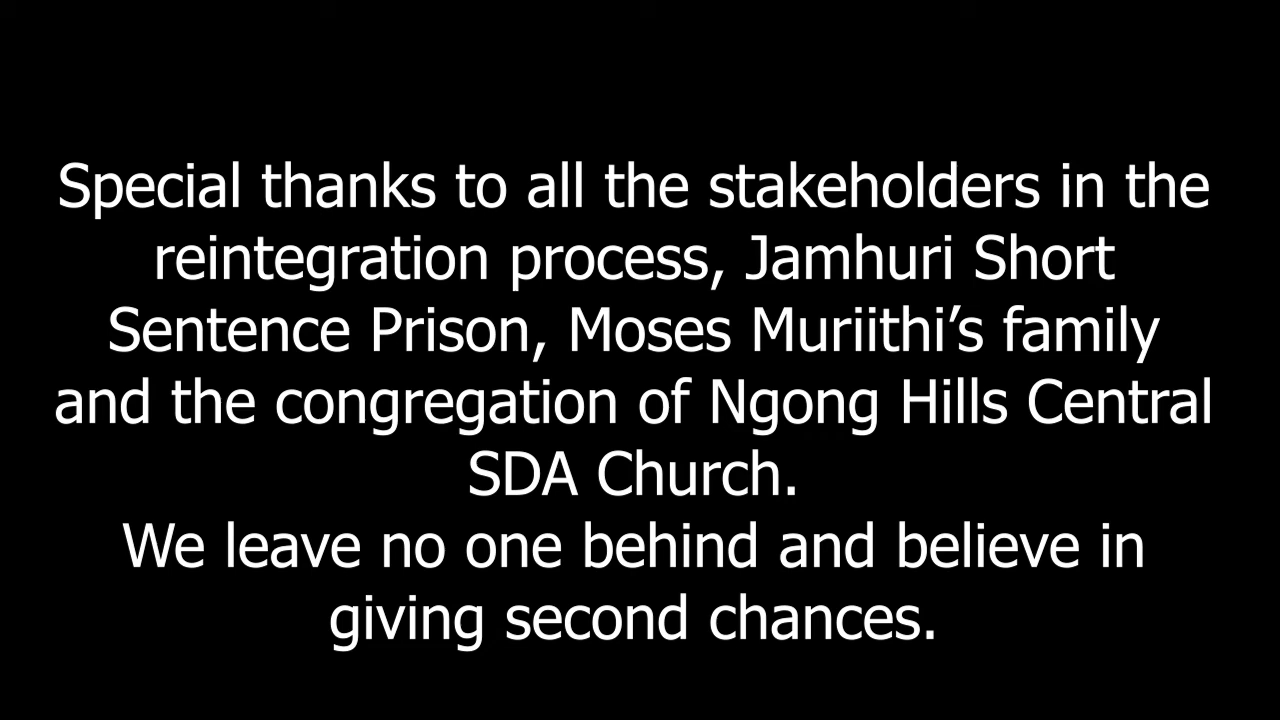 Special thanks to all the stakeholders in the
reintegration process, Jamhuri Short
Sentence Prison, Moses Muriithi’s family
and the congregation of Ngong Hills Central
SDA Church.
We leave no one behind and believe in
giving second chances.